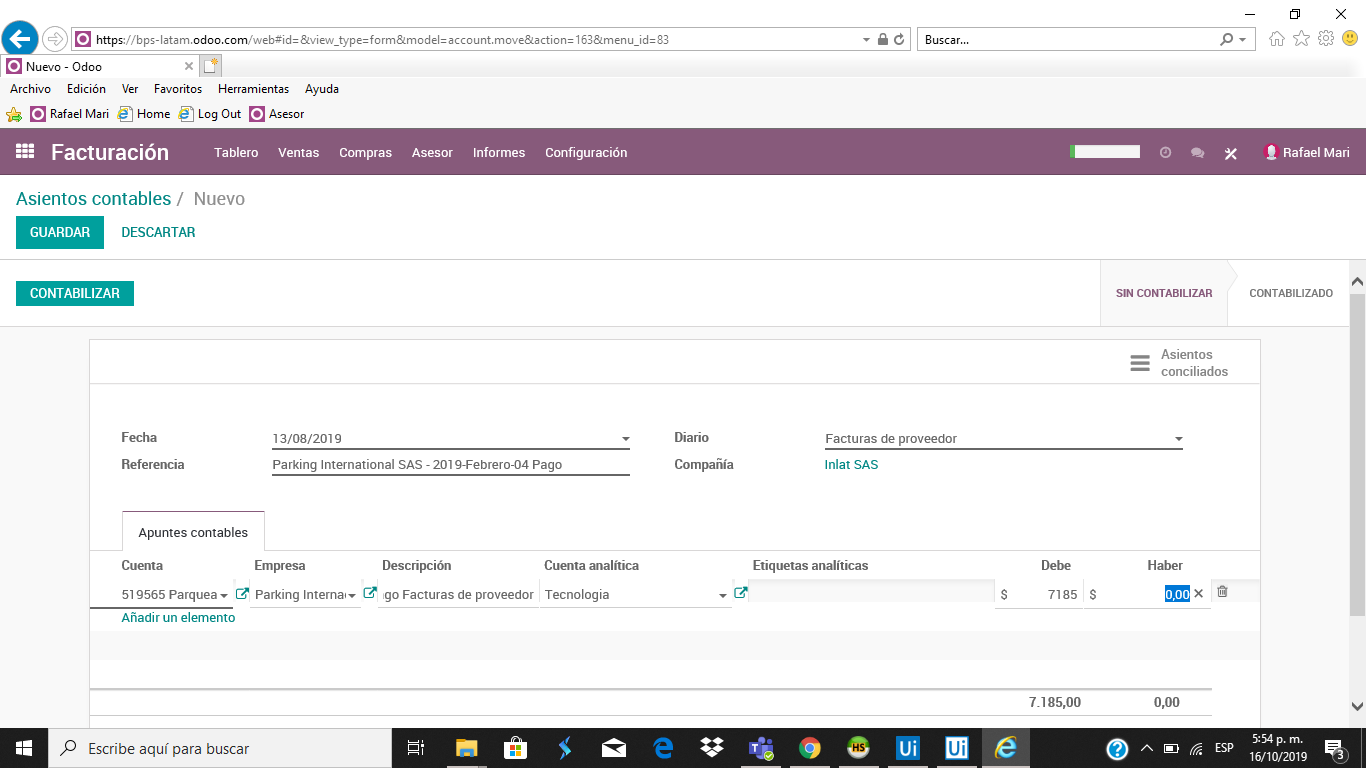 https://bps-latam.odoo.com/web#id=&view_type=form&model=account.move&action=163&menu_id=83
Buscar...
Nuevo - Odoo
Archivo Edición Ver Favoritos Herramientas Ayuda
Rafael Mari Home Log Out Asesor
Facturación Tablero Ventas Compras Asesor Informes Configuración Rafael Mari
Asientos contables / Nuevo
GUARDAR DESCARTAR
CONTABILIZAR SIN CONTABILIZAR CONTABILIZADO
Asientos
conciliados
Fecha 13/08/2019 Diario Facturas de proveedor
Referencia Parking International SAS - 2019-Febrero-04 Pago Compañía Inlat SAS
Apuntes contables
Cuenta Empresa Descripción Cuenta analítica Etiquetas analíticas Debe Haber
519565 Parquea Parking Interna go Facturas de proveedor Tecnologia $ 7185 $ 0,00
Añadir un elemento
7.185,00 0,00
Escribe aquí para buscar
HS Ui Ui
ESP
5:54 p. m.
16/10/2019
3